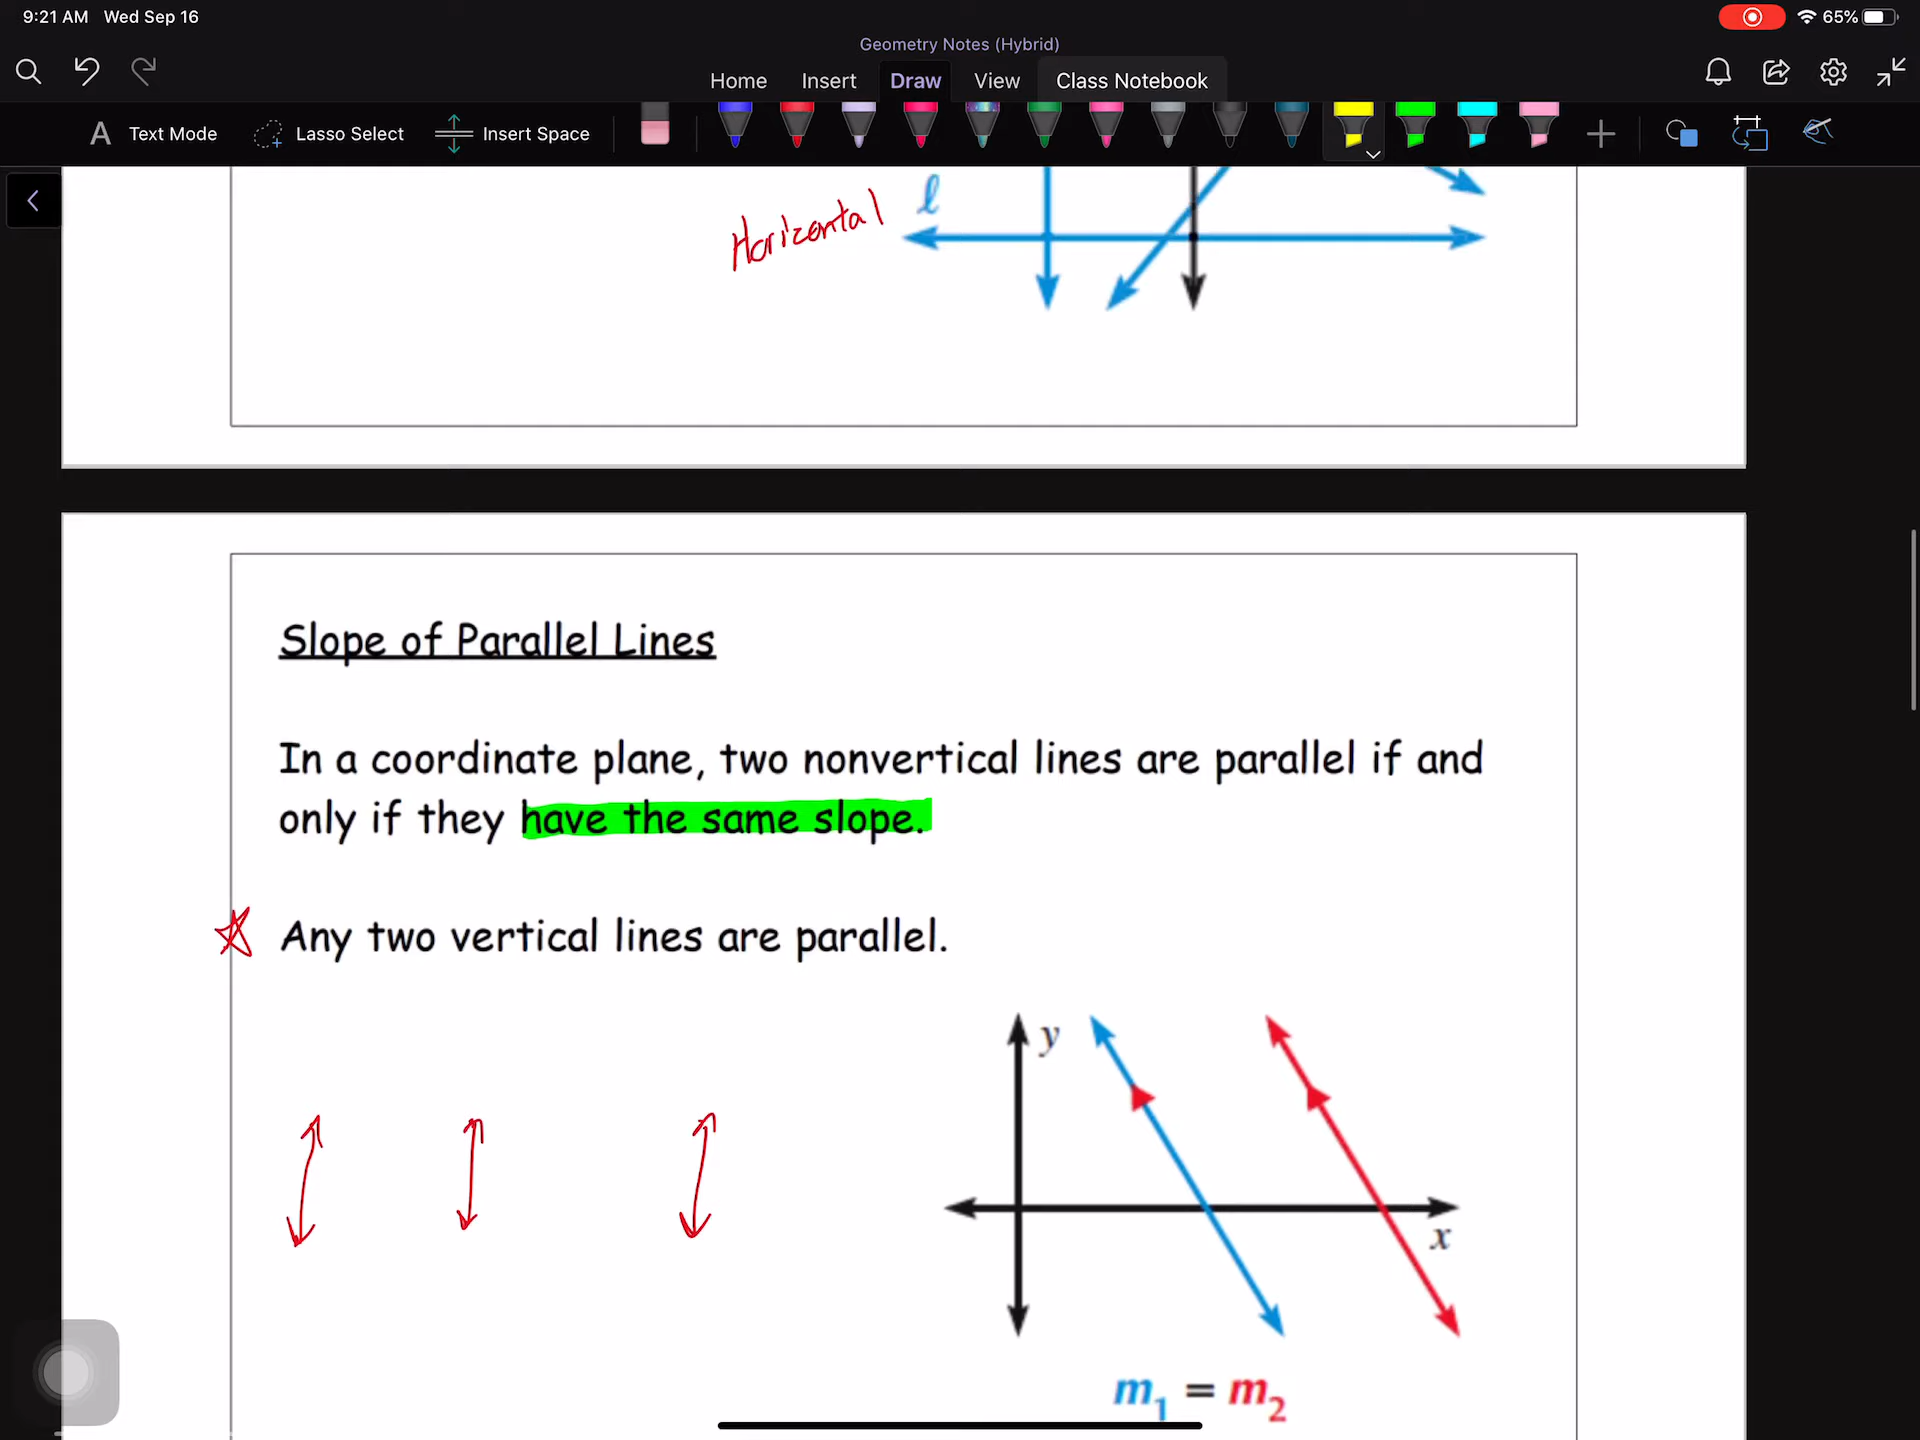 9:21 AM Wed Sep 16
65%
Geometry Notes (Hybrid)
Home Insert Draw View Class Notebook
A Text Mode Lasso Select Insert Space
Horizontal ℓ
Slope of Parallel Lines
In a coordinate plane, two nonvertical lines are parallel if and
only if they have the same slope.
Any two vertical lines are parallel.
y
x
m₁ = m₂